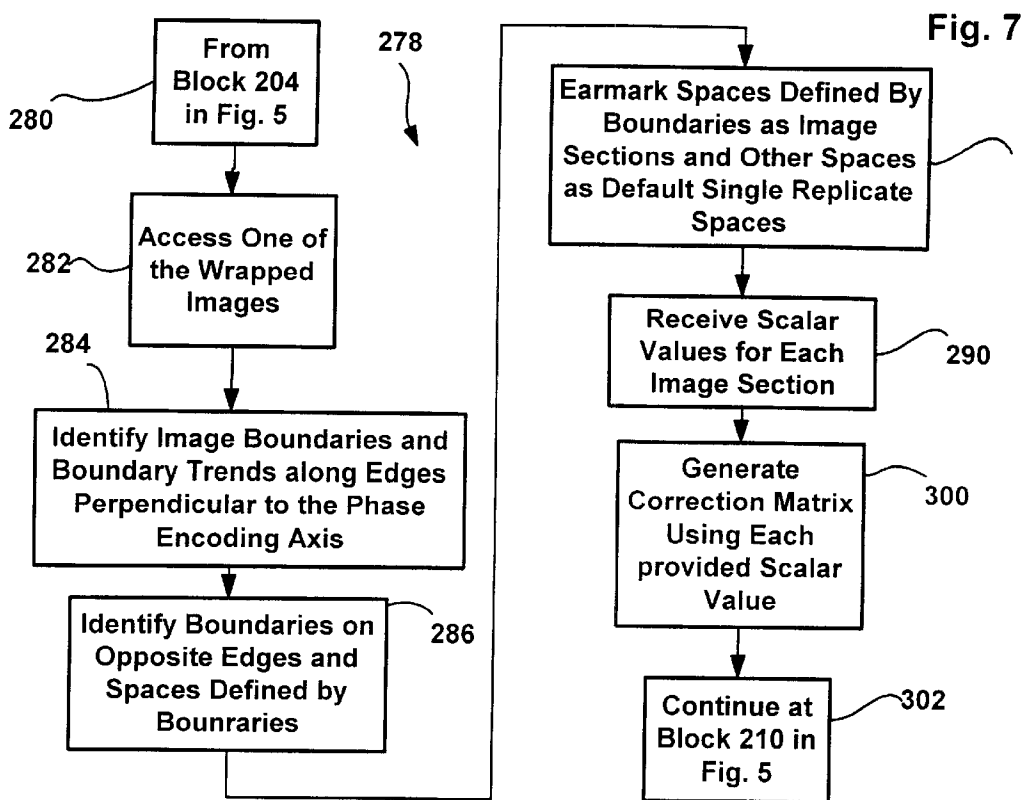 Fig. 7
278
From
Block 204
in Fig. 5
280
Access One of
the Wrapped
Images
282
284
Identify Image Boundaries and
Boundary Trends along Edges
Perpendicular to the Phase
Encoding Axis
Identify Boundaries on
Opposite Edges and
Spaces Defined by
Bounraries
286
Earmark Spaces Defined By
Boundaries as Image
Sections and Other Spaces
as Default Single Replicate
Spaces
Receive Scalar
Values for Each
Image Section
290
Generate
Correction Matrix
Using Each
provided Scalar
Value
300
Continue at
Block 210 in
Fig. 5
302